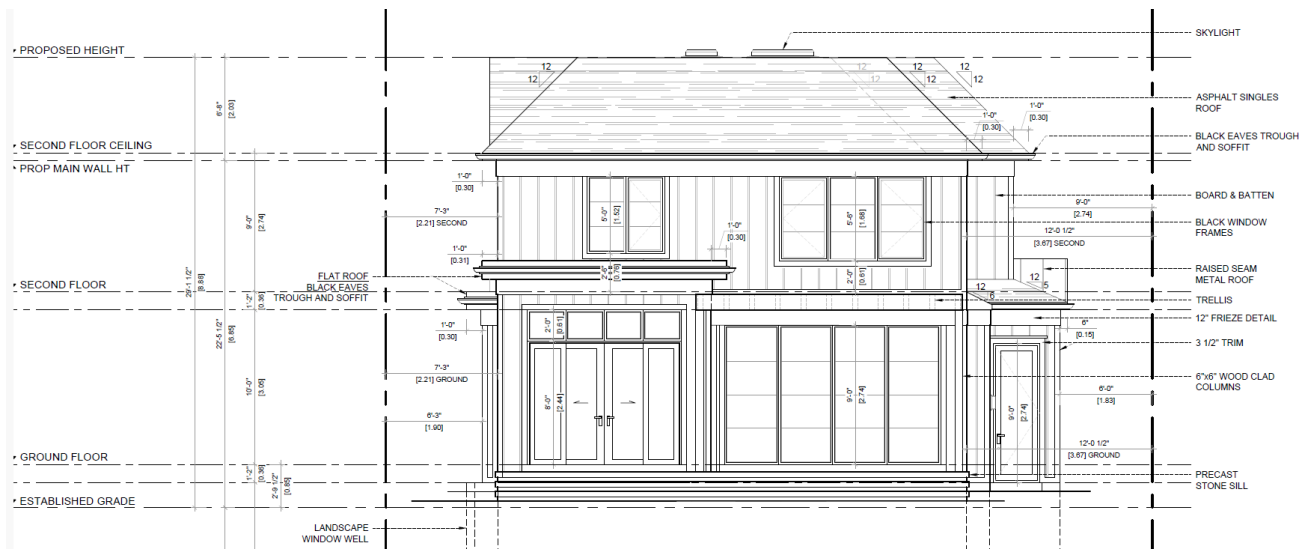 PROPOSED HEIGHT
SECOND FLOOR CEILING
PROP MAIN WALL HT
SECOND FLOOR
GROUND FLOOR
ESTABLISHED GRADE
6'-8"
[2.03]
9'-0"
[2.74]
29'-1 1/2"
[8.88]
1'-2"
[0.36]
22'-5 1/2"
[6.85]
10'-0"
[3.05]
1'-2"
[0.36]
2'-9 1/2"
[0.85]
12
12
12
12
12
12
12
12
1'-0"
[0.30]
1'-0"
[0.30]
1'-0"
[0.30]
7'-3"
[2.21] SECOND
1'-0"
[0.31]
5'-0"
[1.52]
1'-0"
[0.30]
5'-6"
[1.68]
2'-6"
[0.76]
2'-0"
[0.61]
9'-0"
[2.74]
12'-0 1/2"
[3.67] SECOND
12
5
12
6
FLAT ROOF
BLACK EAVES
TROUGH AND SOFFIT
1'-0"
[0.30]
7'-3"
[2.21] GROUND
6'-3"
[1.90]
2'-0"
[0.61]
8'-0"
[2.44]
9'-0"
[2.74]
9'-0"
[2.74]
6"
[0.15]
6'-0"
[1.83]
12'-0 1/2"
[3.67] GROUND
LANDSCAPE
WINDOW WELL
SKYLIGHT
ASPHALT SINGLES
ROOF
BLACK EAVES TROUGH
AND SOFFIT
BOARD & BATTEN
BLACK WINDOW
FRAMES
RAISED SEAM
METAL ROOF
TRELLIS
12" FRIEZE DETAIL
3 1/2" TRIM
6"x6" WOOD CLAD
COLUMNS
PRECAST
STONE SILL